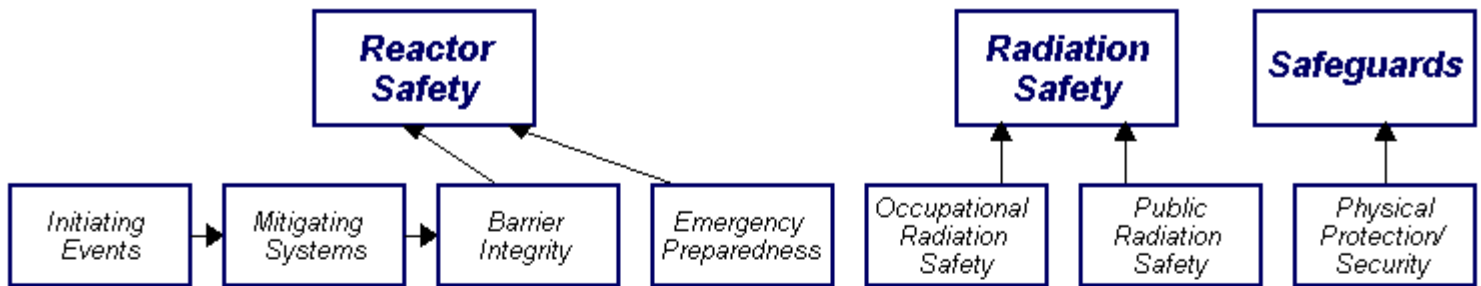 Reactor
Safety
Radiation
Safety
Safeguards
Initiating
Events
Mitigating
Systems
Barrier
Integrity
Emergency
Preparedness
Occupational
Radiation
Safety
Public
Radiation
Safety
Physical
Protection/
Security